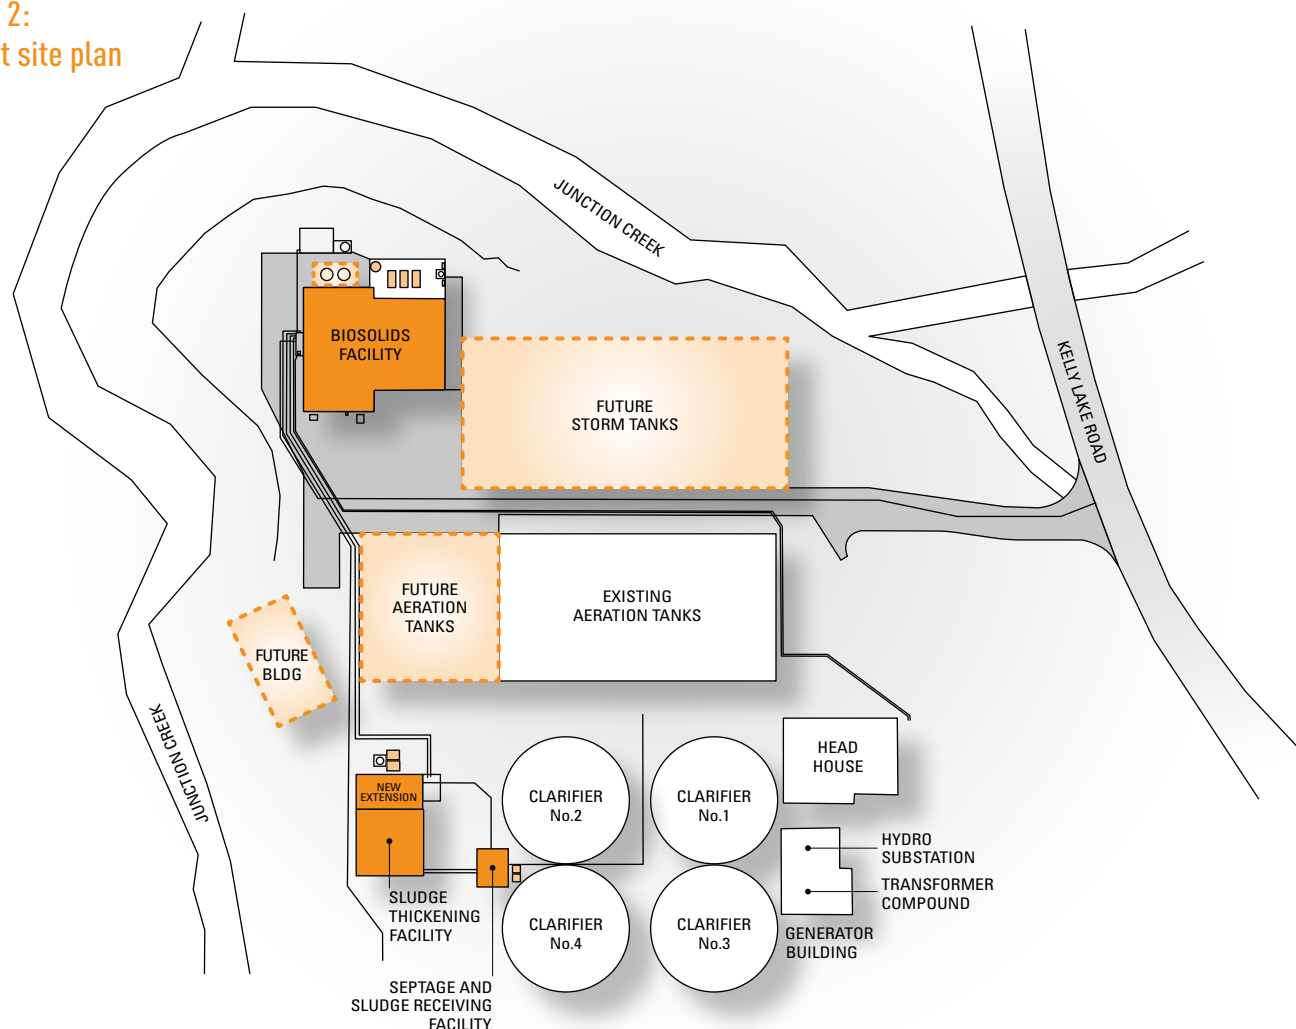 2:
t site plan
JUNCTION CREEK
BIOSOLIDS
FACILITY
KELLY LAKE ROAD
FUTURE
STORM TANKS
FUTURE
AERATION
TANKS
EXISTING
AERATION TANKS
FUTURE
BLDG
JUNCTION CREEK
HEAD
HOUSE
NEW
EXTENSION
CLARIFIER
No.2
CLARIFIER
No.1
HYDRO
SUBSTATION
TRANSFORMER
COMPOUND
SLUDGE
THICKENING
FACILITY
CLARIFIER
No.4
CLARIFIER
No.3
GENERATOR
BUILDING
SEPTAGE AND
SLUDGE RECEIVING
FACILITY